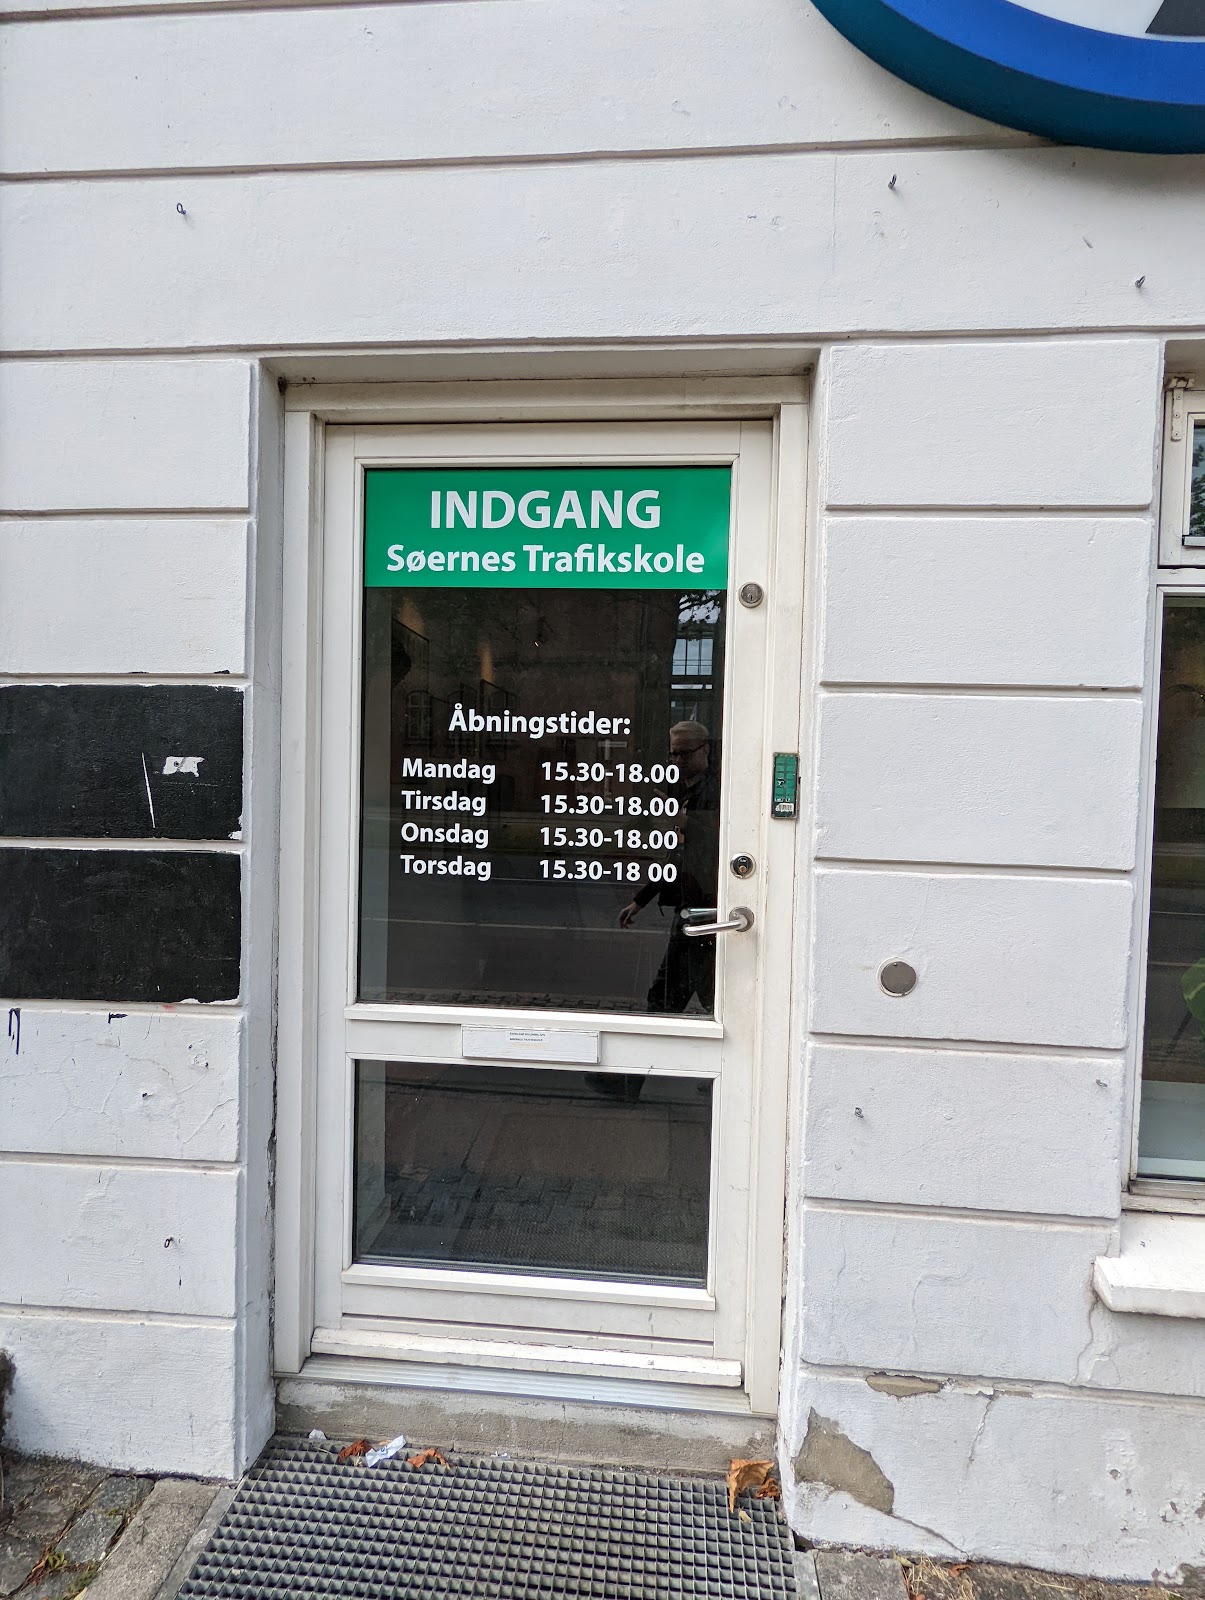 INDGANG
Søernes Trafikskole
Åbningstider:
Mandag 15.30-18.00
Tirsdag 15.30-18.00
Onsdag 15.30-18.00
Torsdag 15.30-18 00